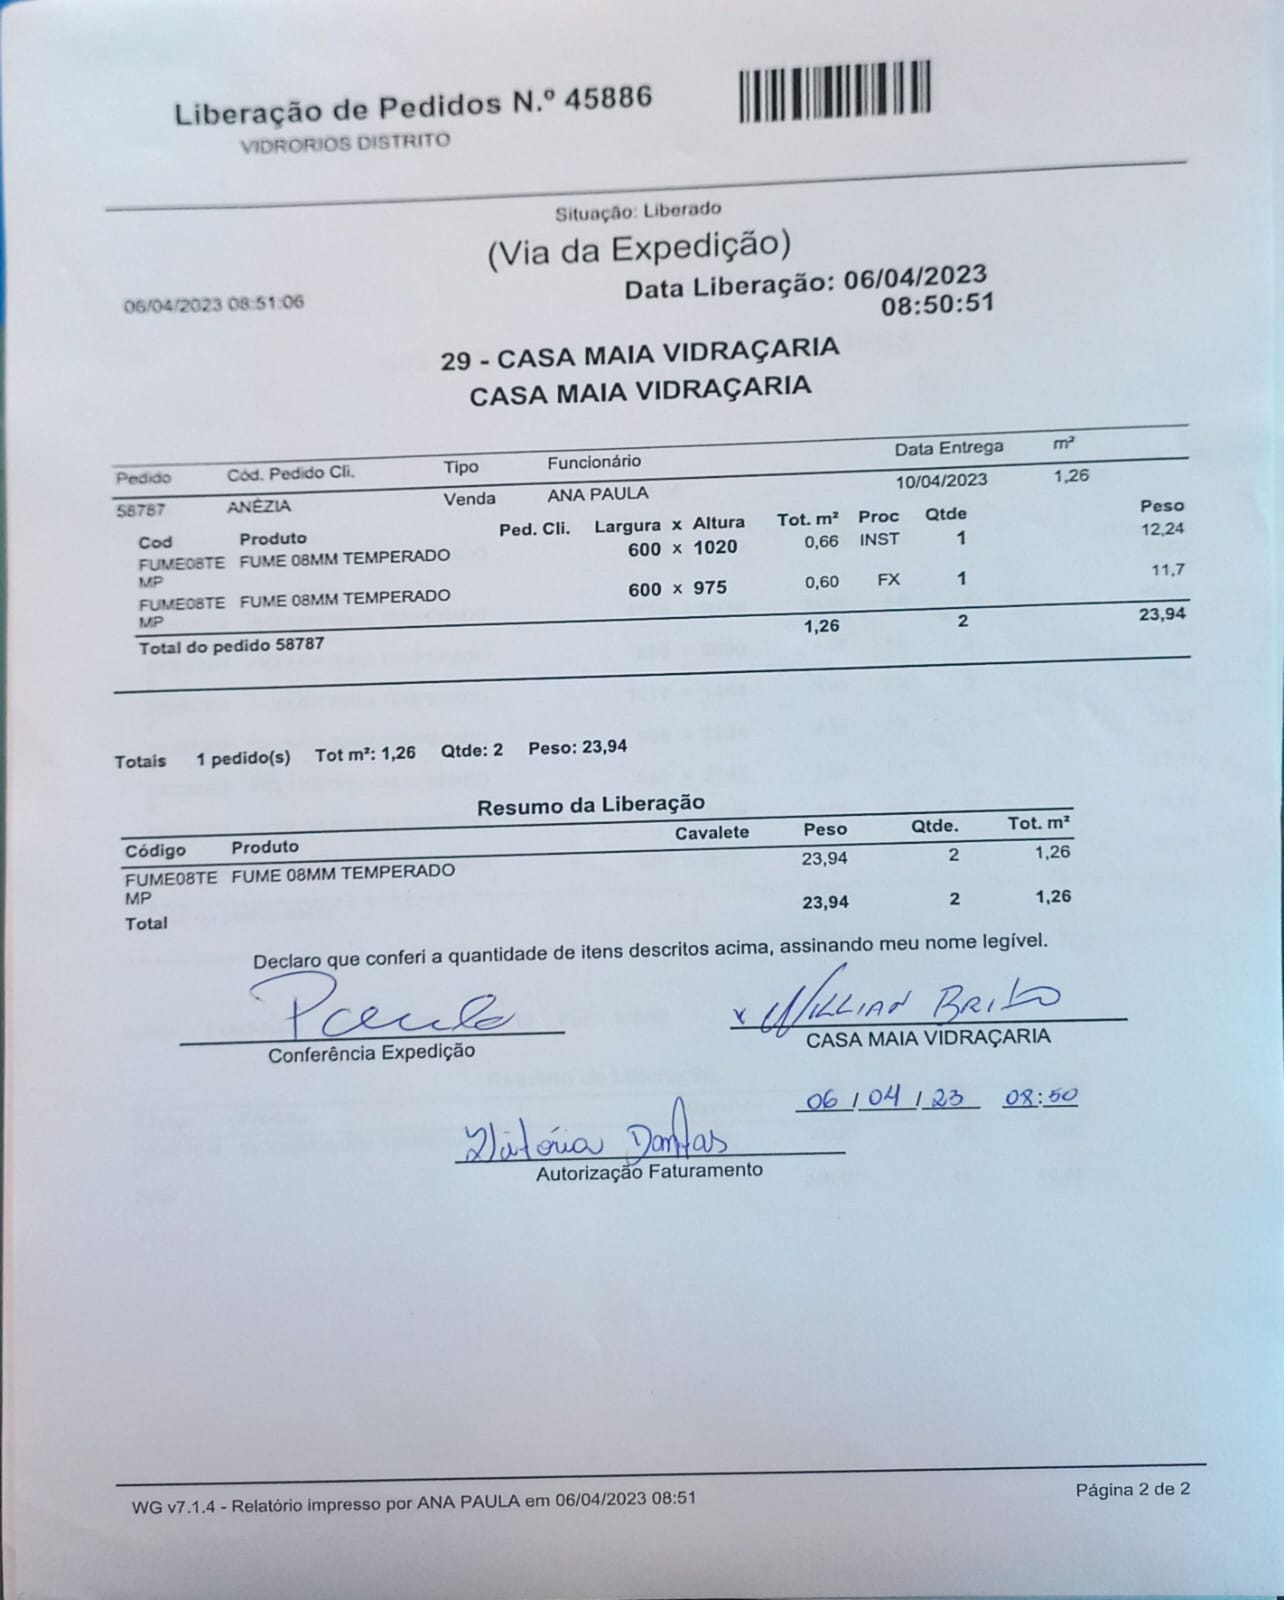 Liberação de Pedidos N.º 45886
VIDRORIOS DISTRITO
Situação: Liberado
(Via da Expedição)
06/04/2023 08:51:06
Data Liberação: 06/04/2023
08:50:51
29 - CASA MAIA VIDRAÇARIA
CASA MAIA VIDRAÇARIA
Pedido Cód. Pedido Cli. Tipo Funcionário Data Entrega m²
58787 ANÉZIA Venda ANA PAULA 10/04/2023 1,26
Cod Produto Ped. Cli. Largura x Altura Tot. m² Proc Qtde Peso
FUME08TE FUME 08MM TEMPERADO 600 x 1020 0,66 INST 1 12,24
MP
FUME08TE FUME 08MM TEMPERADO 600 x 975 0,60 FX 1 11,7
MP
Total do pedido 58787 1,26 2 23,94
Totais 1 pedido(s) Tot m²: 1,26 Qtde: 2 Peso: 23,94
Resumo da Liberação
Código Produto Cavalete Peso Qtde. Tot. m²
FUME08TE FUME 08MM TEMPERADO 23,94 2 1,26
MP
Total 23,94 2 1,26
Declaro que conferi a quantidade de itens descritos acima, assinando meu nome legível.
Paula x Willian Brito
Conferência Expedição CASA MAIA VIDRAÇARIA
06 / 04 / 23 08:50
Vitória Dantas
Autorização Faturamento
WG v7.1.4 - Relatório impresso por ANA PAULA em 06/04/2023 08:51 Página 2 de 2